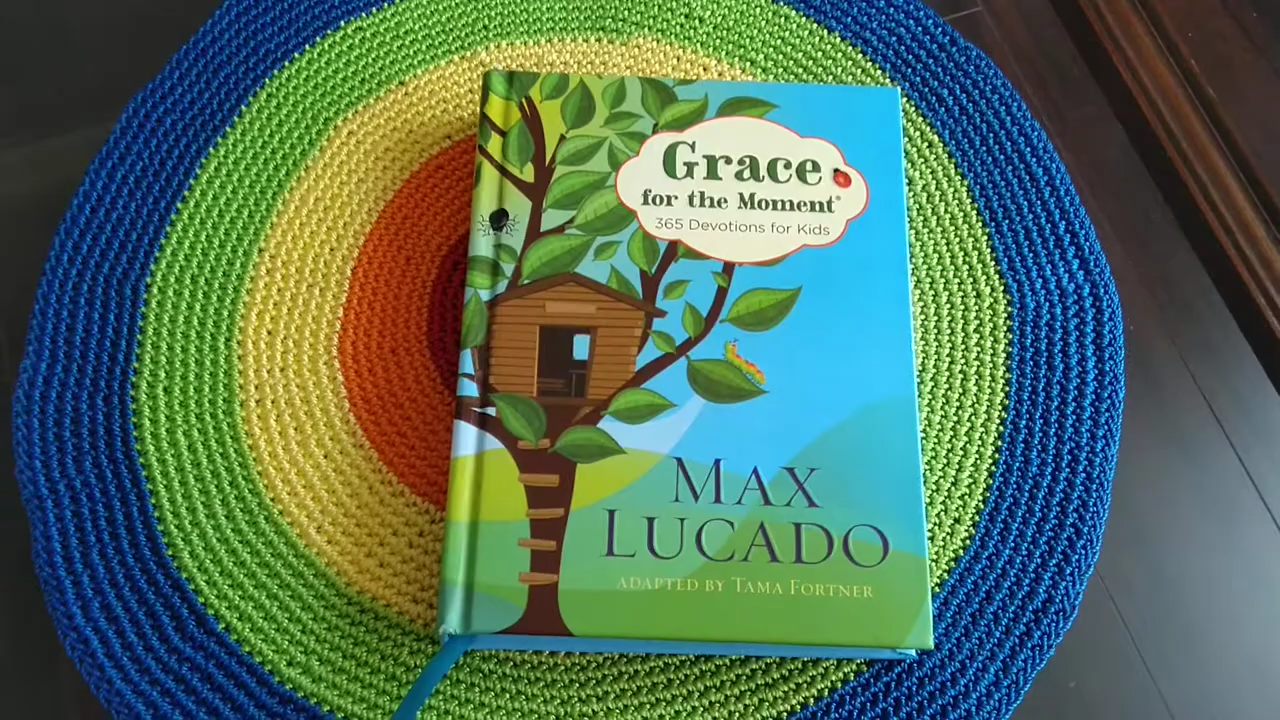 Grace
for the Moment®
365 Devotions for Kids
MAX
LUCADO
ADAPTED BY TAMA FORTNER